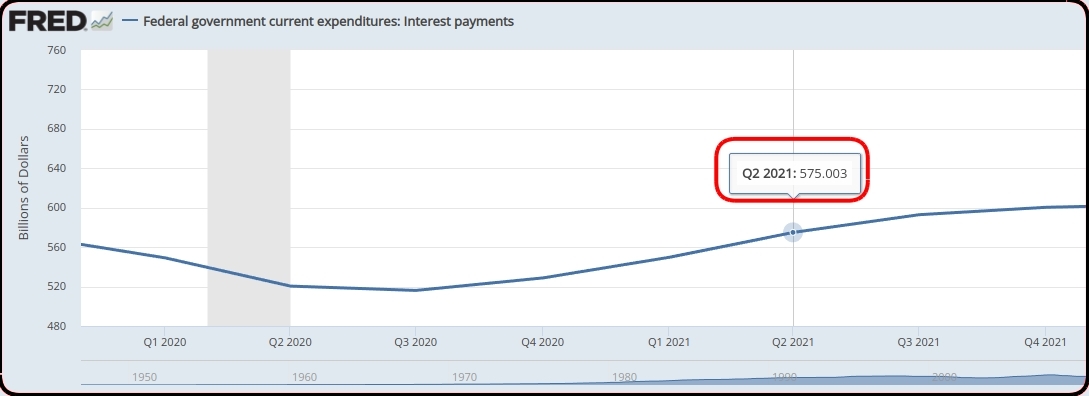 FRED Federal government current expenditures: Interest payments
Billions of Dollars
760
720
680
640
600
560
520
480
Q2 2021: 575.003
Q1 2020 Q2 2020 Q3 2020 Q4 2020 Q1 2021 Q2 2021 Q3 2021 Q4 2021
1950 1960 1970 1980 1990 2000